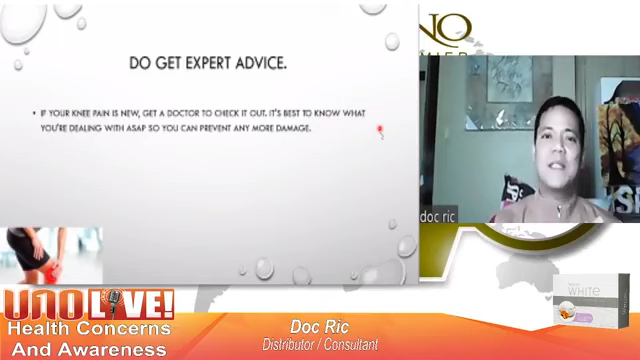 DO GET EXPERT ADVICE.
• IF YOUR KNEE PAIN IS NEW, GET A DOCTOR TO CHECK IT OUT. IT'S BEST TO KNOW WHAT
YOU'RE DEALING WITH ASAP SO YOU CAN PREVENT ANY MORE DAMAGE.
doc ric
UNO LIVE!
Health Concerns
And Awareness
Doc Ric
Distributor / Consultant
WHITE